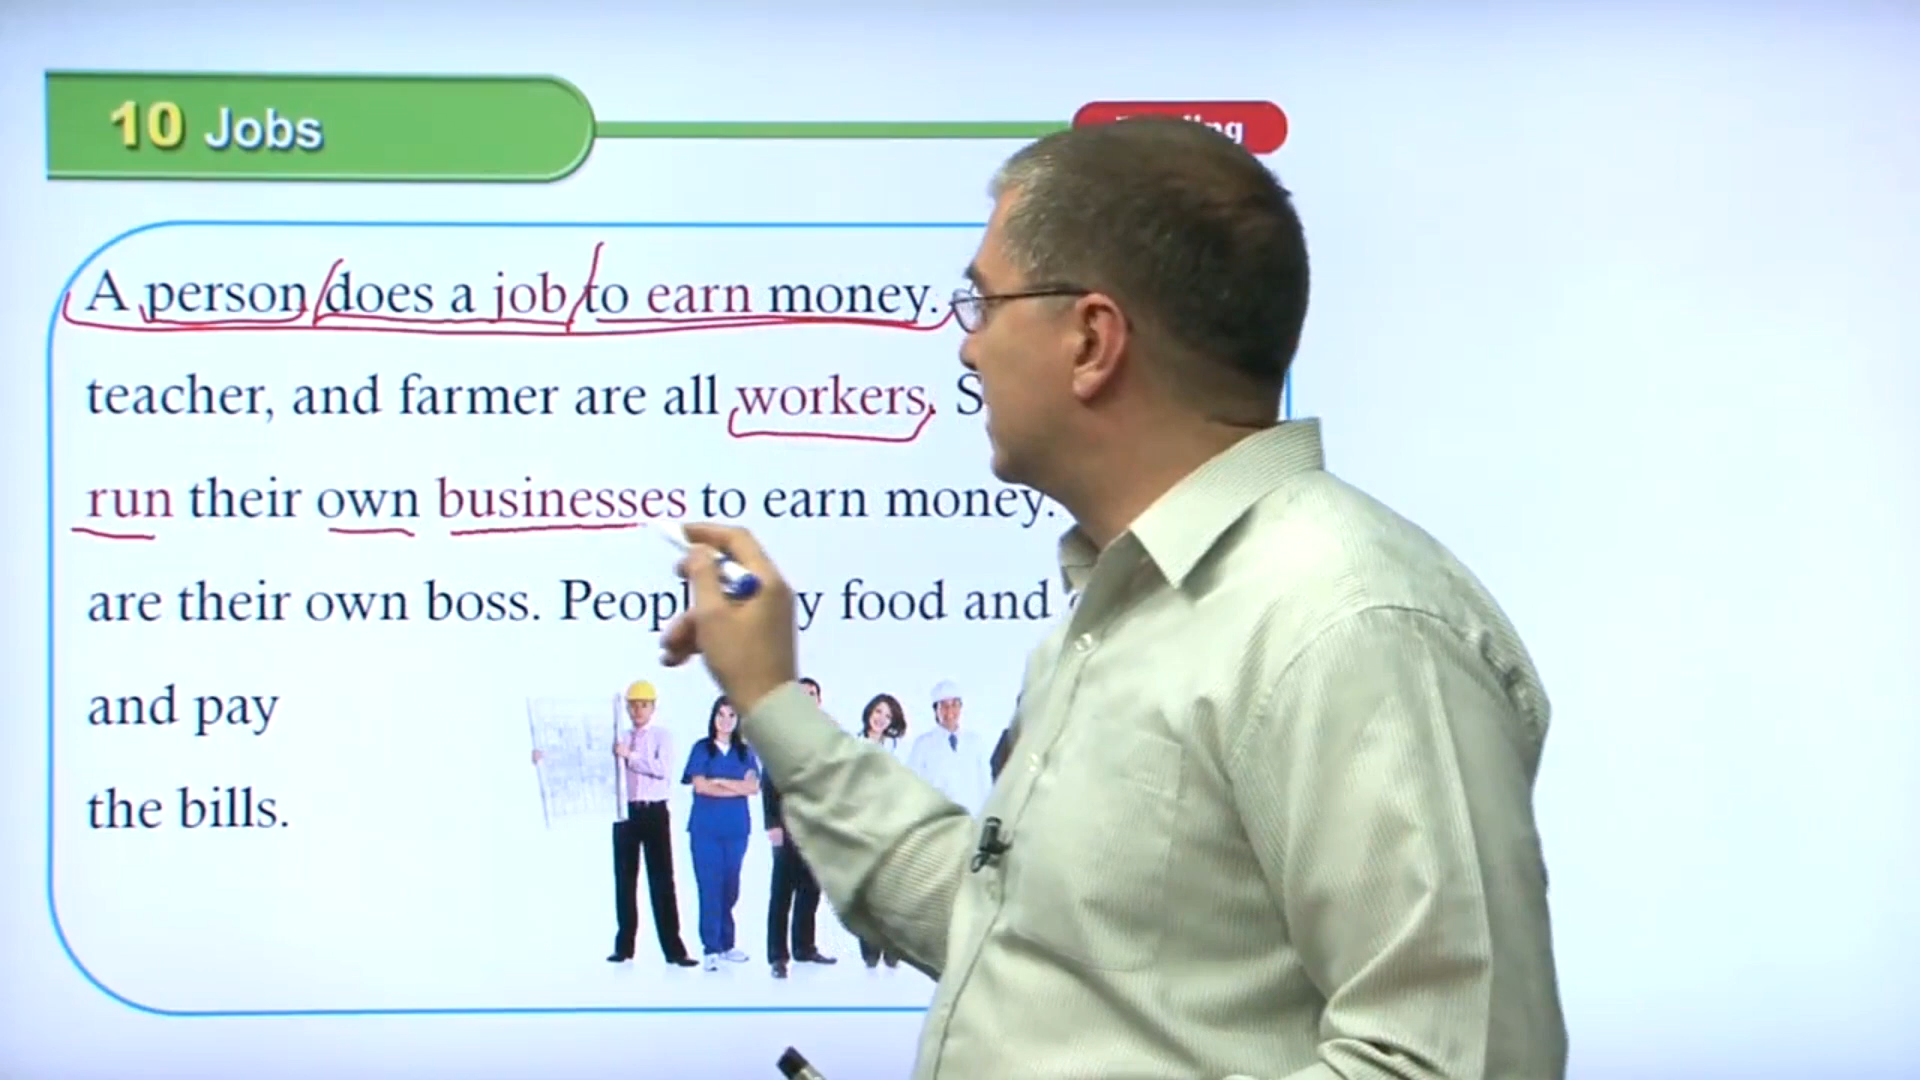 10 Jobs
A person does a job to earn money.
teacher, and farmer are all workers.
run their own businesses to earn money.
are their own boss. food and
and pay
the bills.